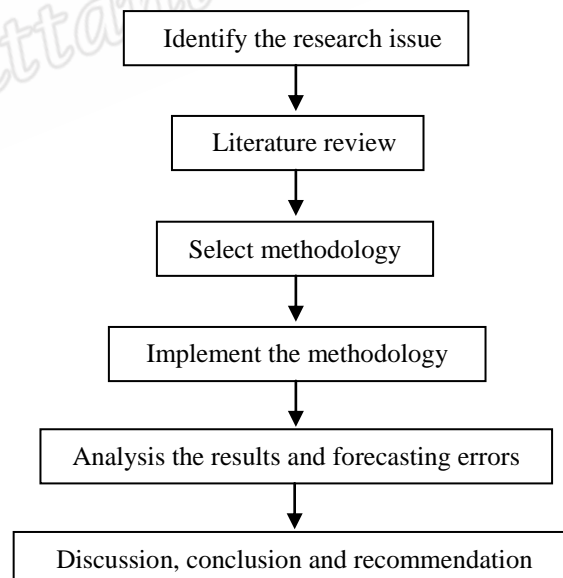 Identify the research issue
Literature review
Select methodology
Implement the methodology
Analysis the results and forecasting errors
Discussion, conclusion and recommendation